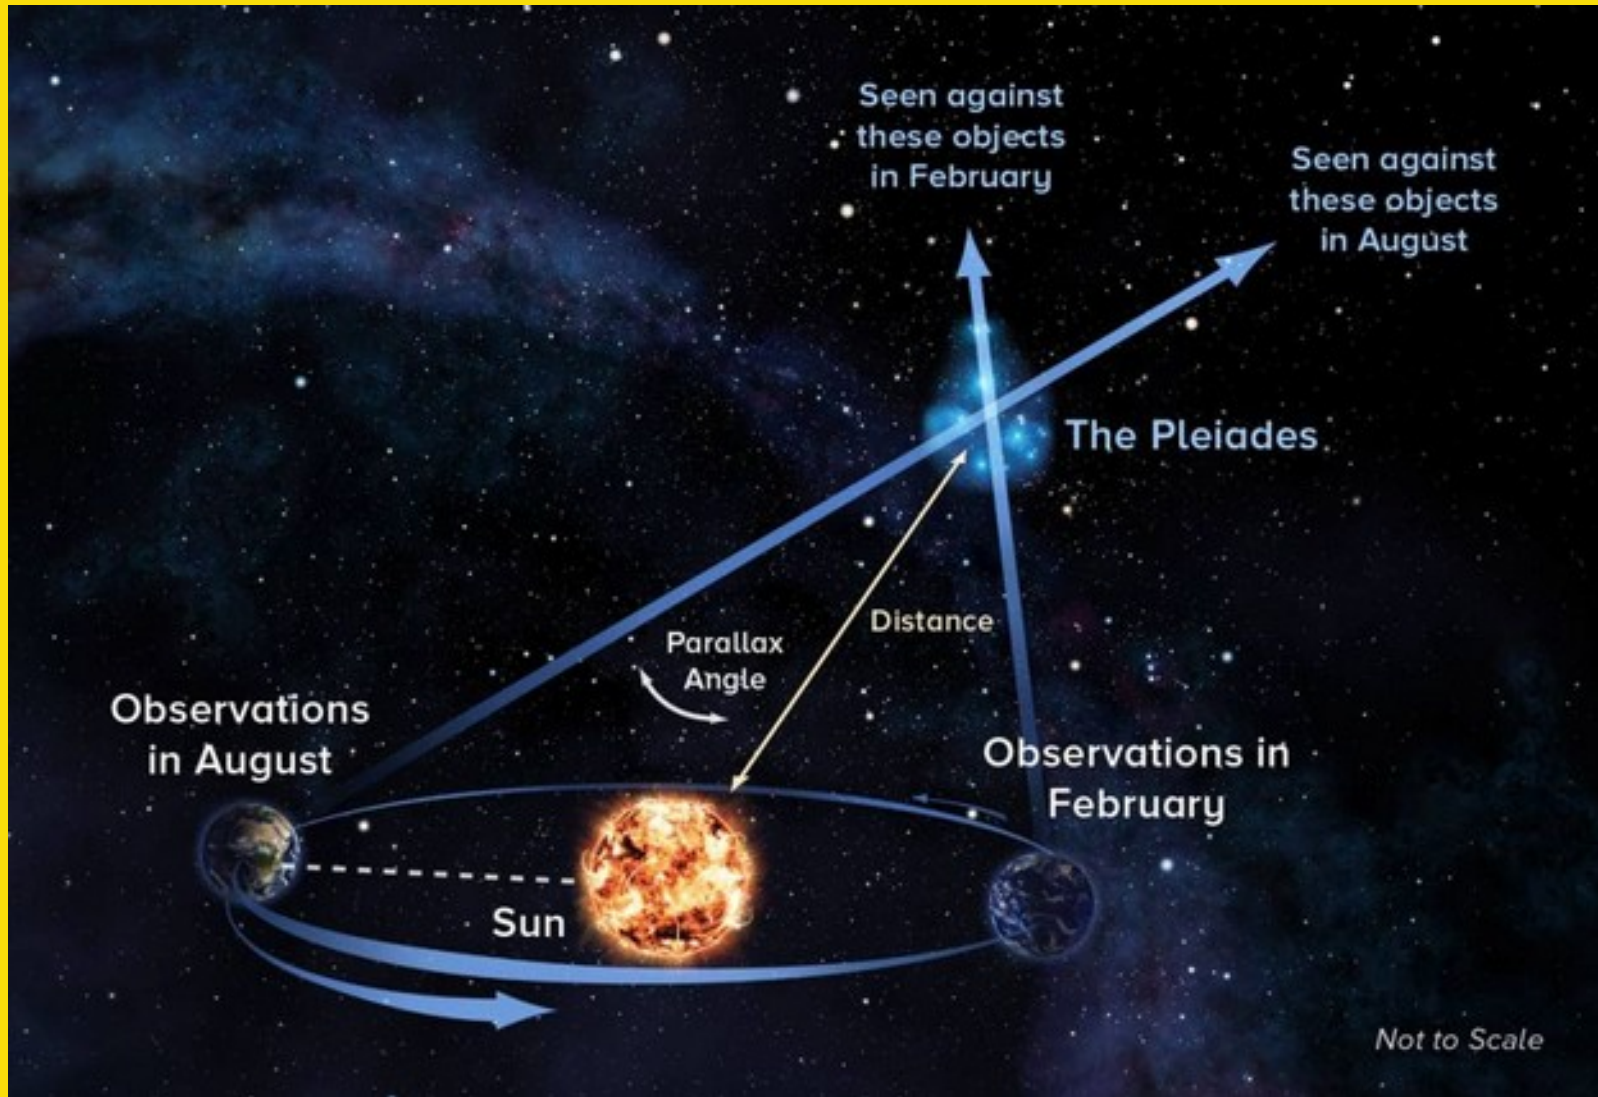 Seen against
these objects
in February
Seen against
these objects
in August
The Pleiades
Distance
Parallax
Angle
Observations
in August
Observations in
February
Sun
Not to Scale